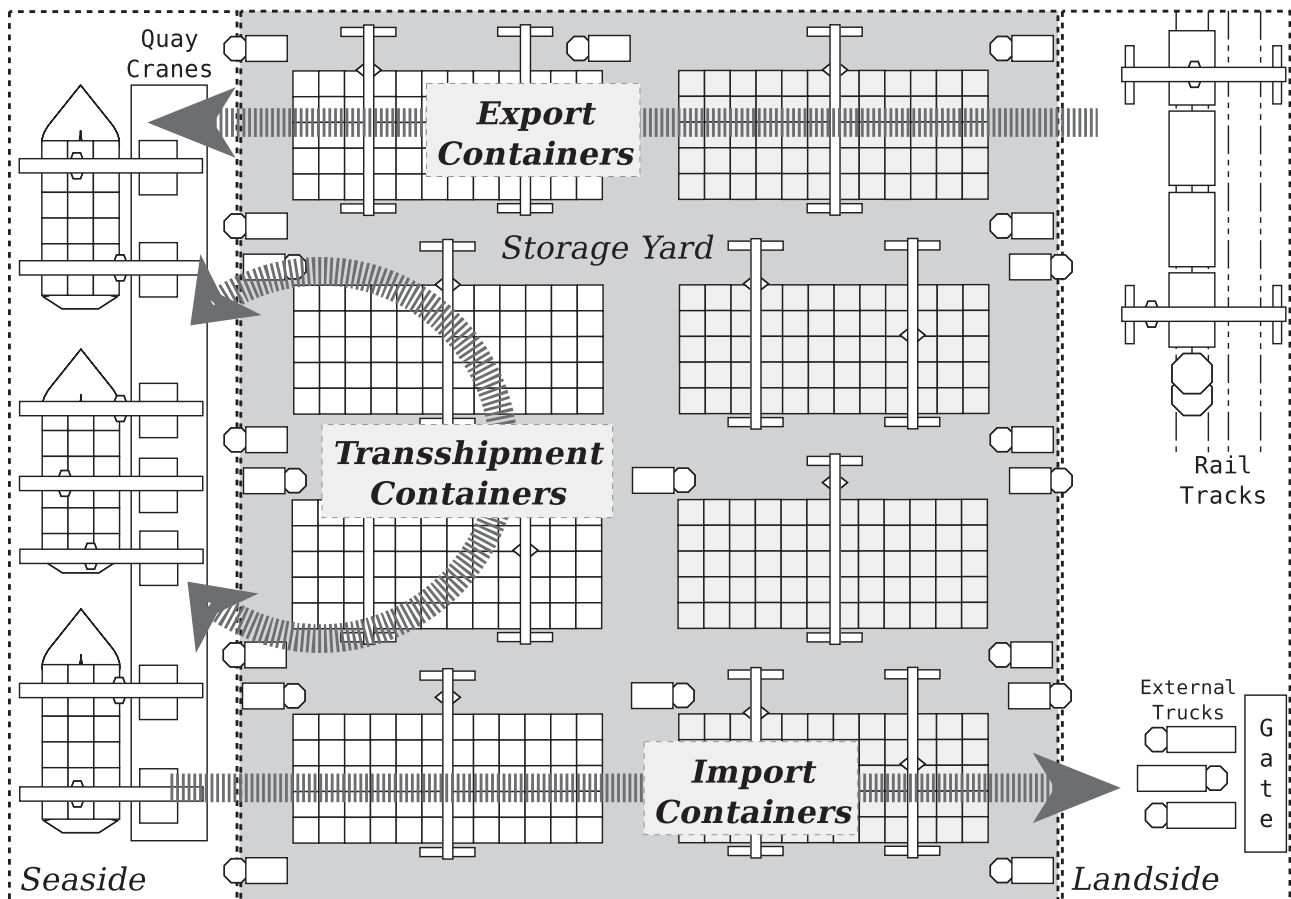 Quay
Cranes
Export
Containers
Storage Yard
Transshipment
Containers
Rail
Tracks
External
Trucks
G
a
t
e
Import
Containers
Seaside
Landside